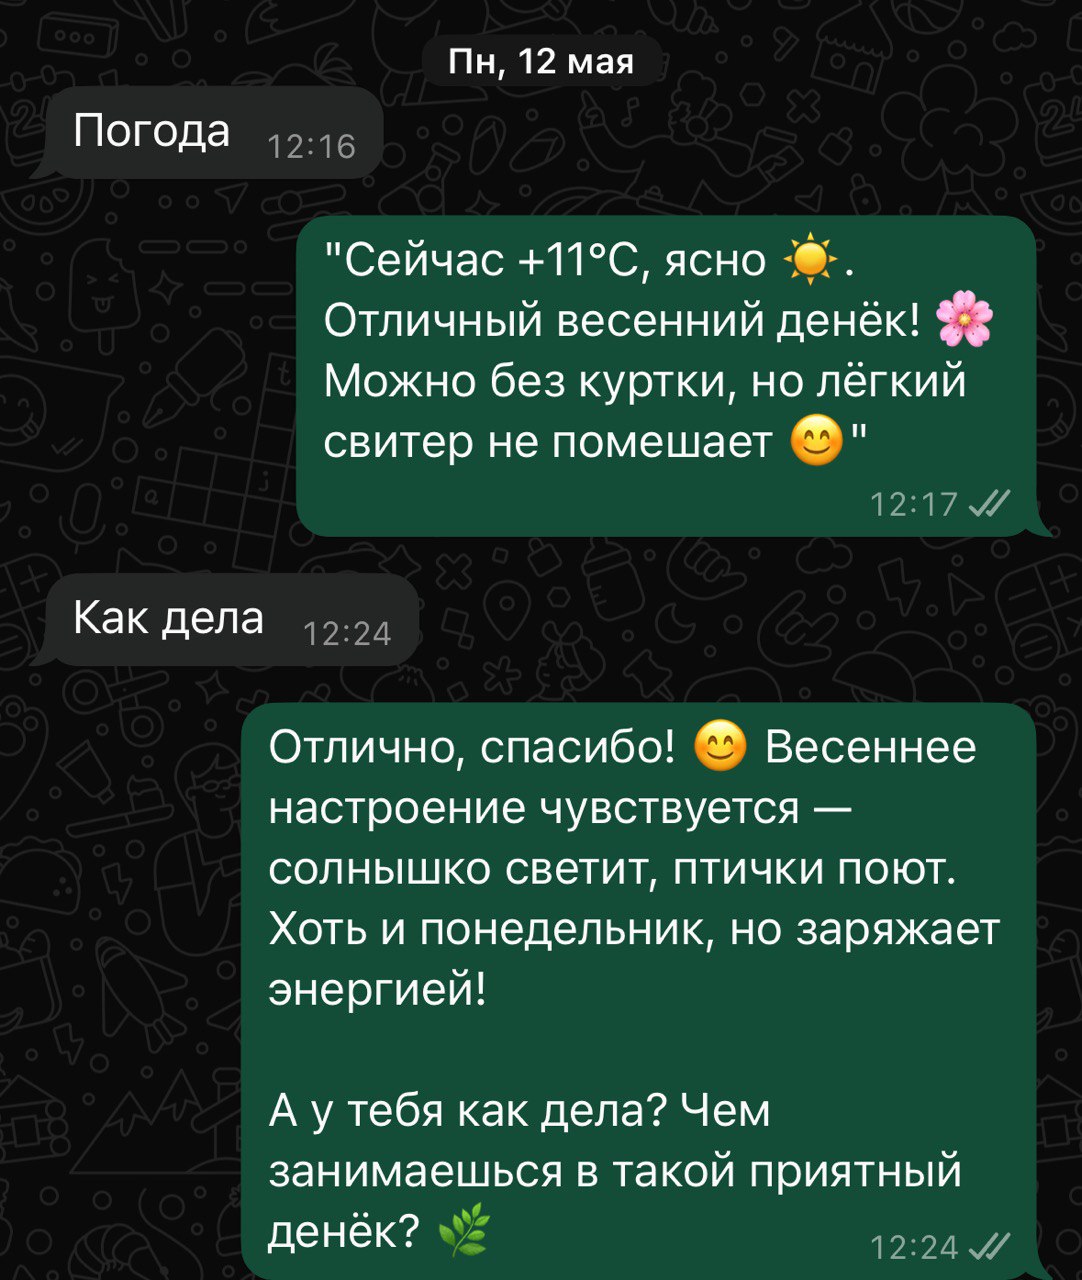 Пн, 12 мая
Погода 12:16
"Сейчас +11°C, ясно ☀️.
Отличный весенний денёк! 🌸
Можно без куртки, но лёгкий
свитер не помешает 😊"
12:17
Как дела 12:24
Отлично, спасибо! 😊 Весеннее
настроение чувствуется —
солнышко светит, птички поют.
Хоть и понедельник, но заряжает
энергией!
А у тебя как дела? Чем
занимаешься в такой приятный
денёк? 🌿
12:24